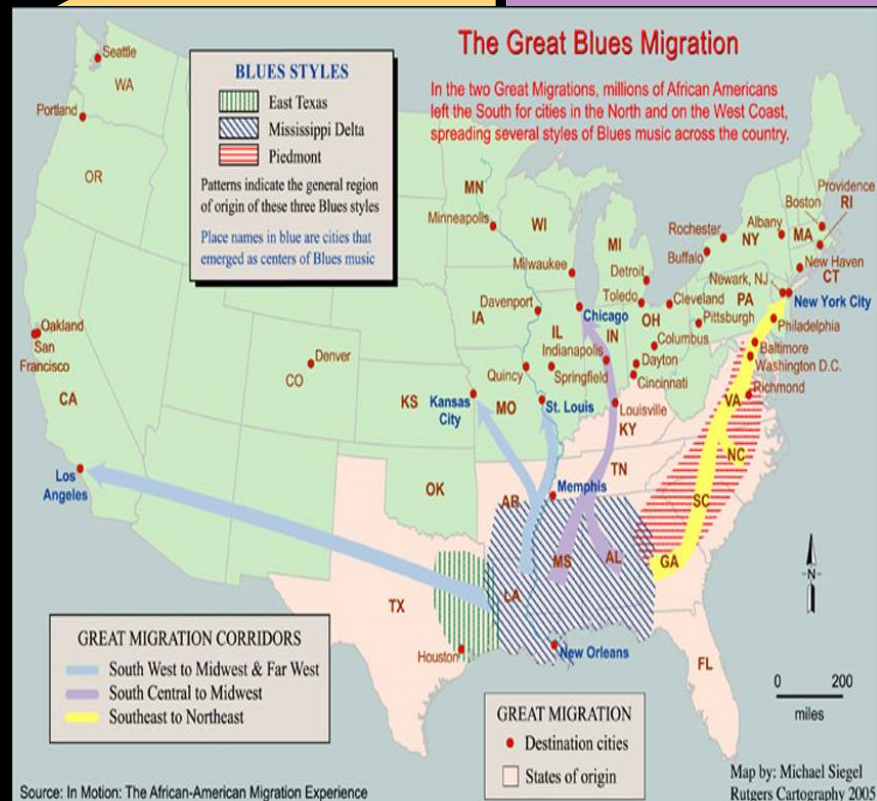 The Great Blues Migration
In the two Great Migrations, millions of African Americans
left the South for cities in the North and on the West Coast,
spreading several styles of Blues music across the country.
BLUES STYLES
East Texas
Mississippi Delta
Piedmont
Patterns indicate the general region
of origin of these three Blues styles
Place names in blue are cities that
emerged as centers of Blues music
Seattle
WA
Portland
OR
Oakland
San
Francisco
CA
Los
Angeles
Denver
CO
KS
Kansas
City
OK
TX
Houston
MN
Minneapolis
WI
Milwaukee
MI
Detroit
Toledo
Davenport
IA
Chicago
IL
IN
OH
Cleveland
Columbus
Indianapolis
Dayton
Quincy
Springfield
Cincinnati
MO
St. Louis
Louisville
KY
TN
Memphis
AR
MS
AL
LA
New Orleans
GA
FL
SC
NC
VA
Richmond
Washington D.C.
Baltimore
Philadelphia
Pittsburgh
PA
Newark, NJ
New York City
New Haven
CT
Rochester
Buffalo
Albany
NY
MA
Boston
Providence
RI
GREAT MIGRATION CORRIDORS
South West to Midwest & Far West
South Central to Midwest
Southeast to Northeast
GREAT MIGRATION
Destination cities
States of origin
N
0 200
miles
Source: In Motion: The African-American Migration Experience
Map by: Michael Siegel
Rutgers Cartography 2005